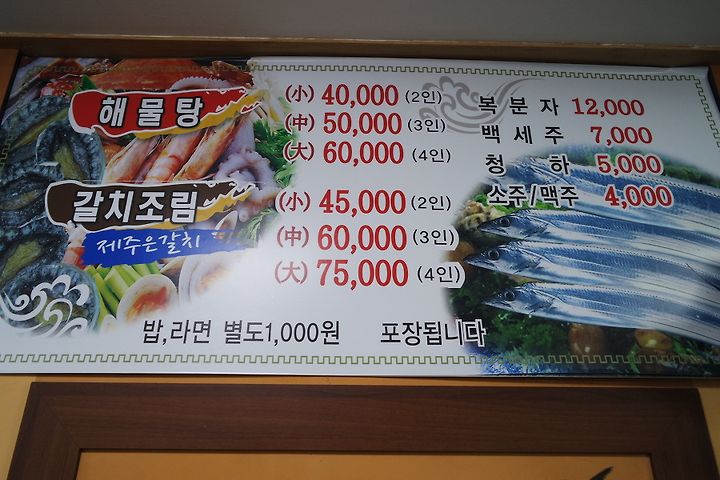 해물탕
(小) 40,000 (2인)
(中) 50,000 (3인)
(大) 60,000 (4인)
갈치조림
제주은갈치
(小) 45,000 (2인)
(中) 60,000 (3인)
(大) 75,000 (4인)
복분자 12,000
백세주 7,000
청하 5,000
소주/맥주 4,000
밥,라면 별도1,000원 포장됩니다